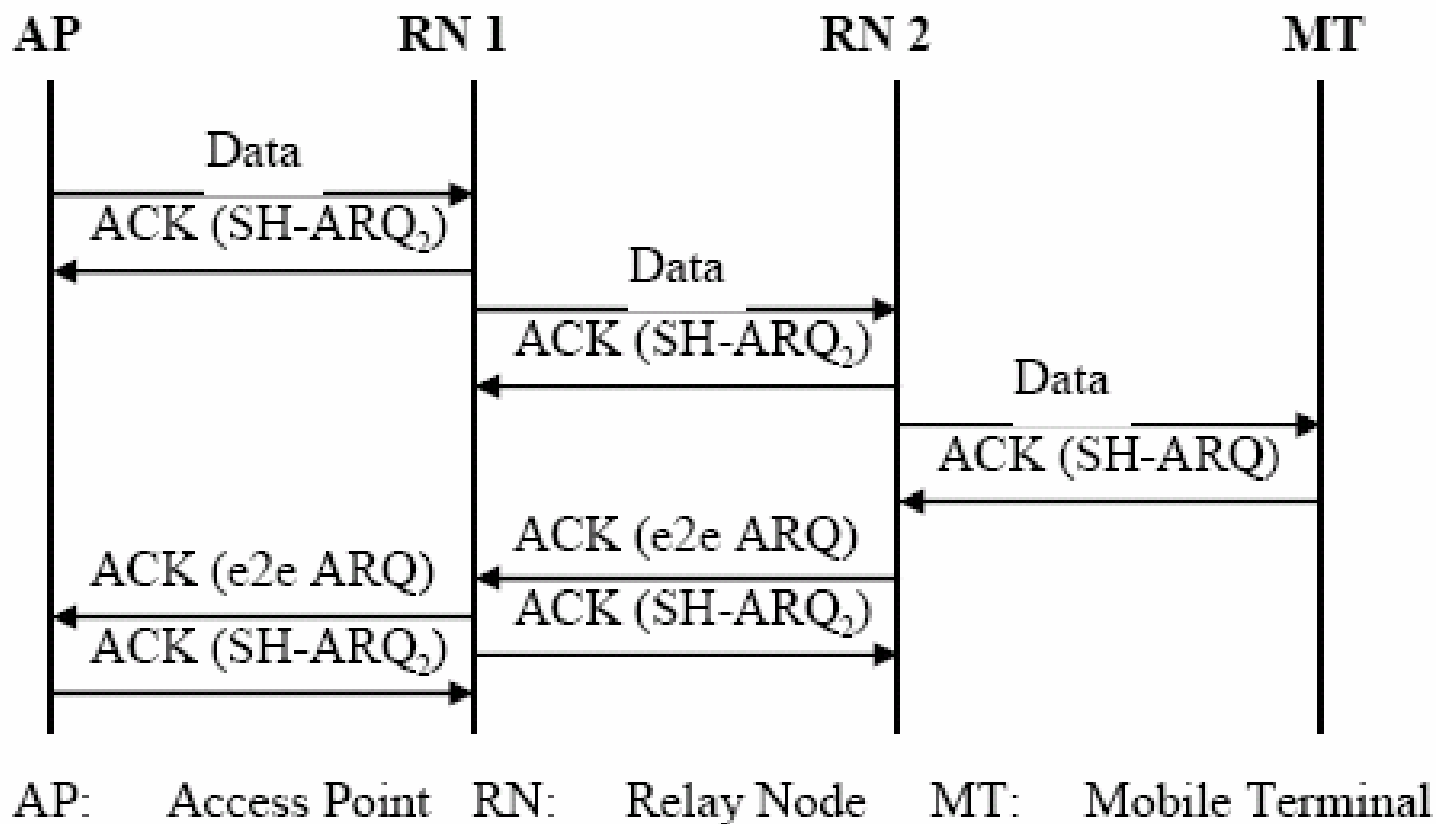 AP RN 1 RN 2 MT
Data
ACK (SH-ARQ₂)
Data
ACK (SH-ARQ₂)
Data
ACK (SH-ARQ)
ACK (e2e ARQ)
ACK (e2e ARQ)
ACK (SH-ARQ₂)
ACK (SH-ARQ₂)
AP: Access Point RN: Relay Node MT: Mobile Terminal